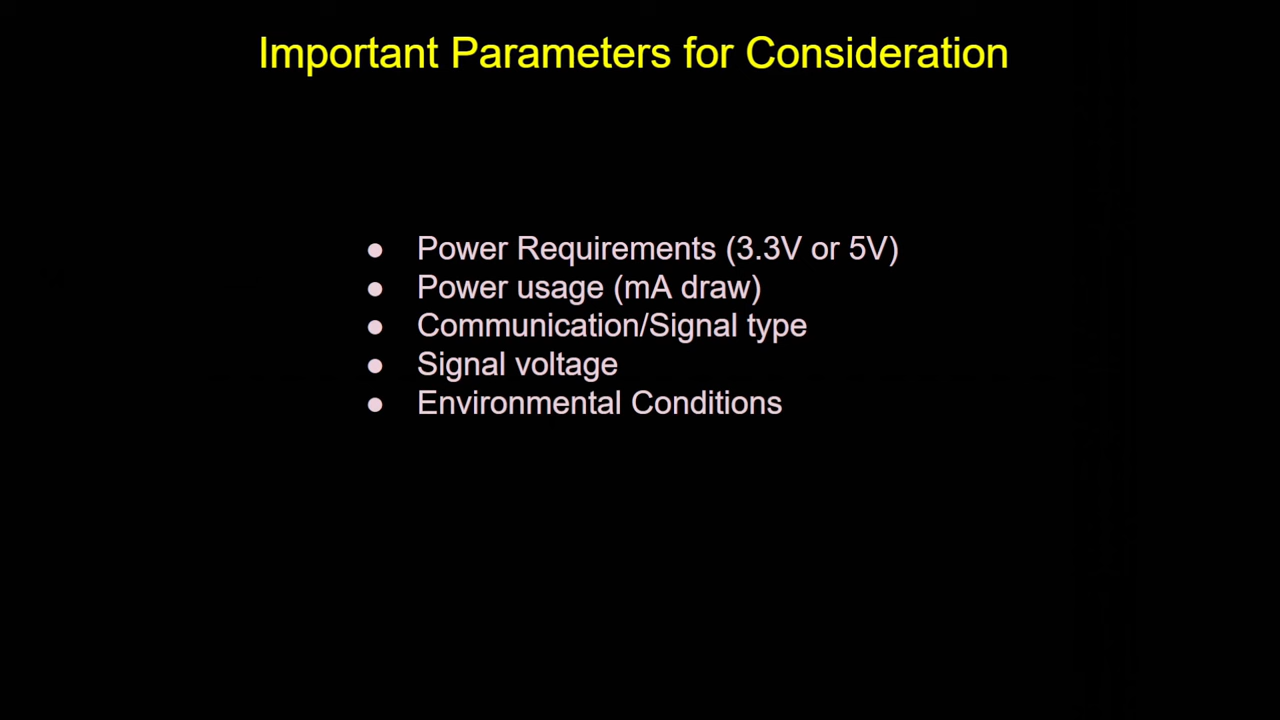 Important Parameters for Consideration
● Power Requirements (3.3V or 5V)
● Power usage (mA draw)
● Communication/Signal type
● Signal voltage
● Environmental Conditions